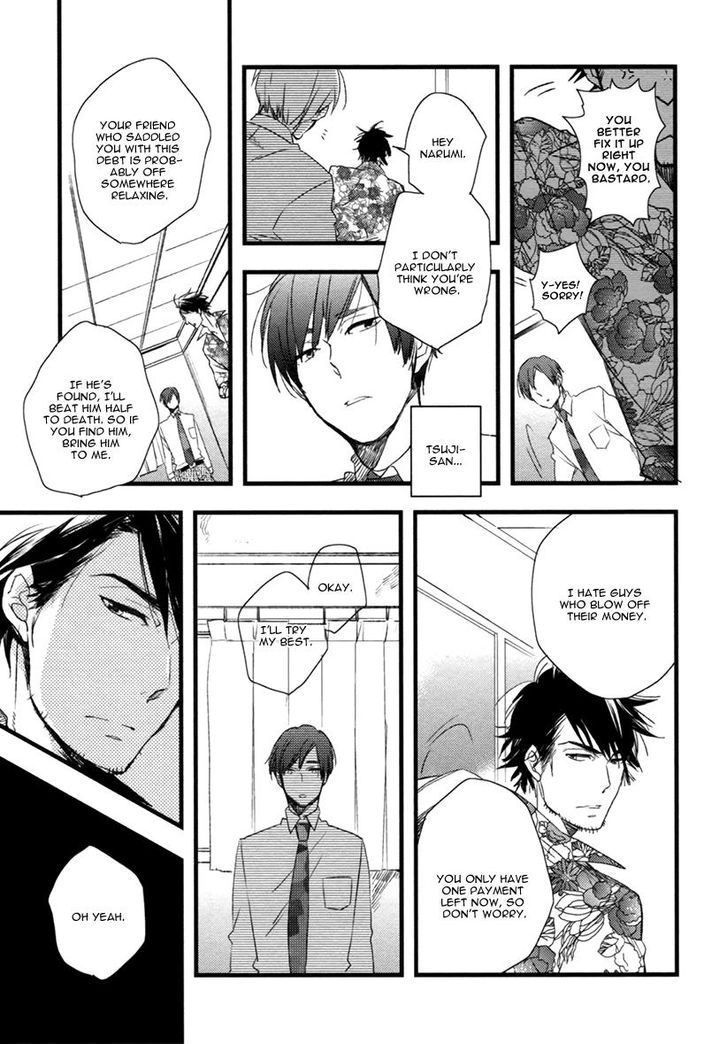 YOU
BETTER
FIX IT UP
RIGHT
NOW, YOU
BASTARD.
Y-YES!
SORRY!
HEY
NARUMI.
I DON'T
PARTICULARLY
THINK YOU'RE
WRONG.
TSUJI-
SAN...
YOUR FRIEND
WHO SADDLED
YOU WITH THIS
DEBT IS PROB-
ABLY OFF
SOMEWHERE
RELAXING.
IF HE'S
FOUND, I'LL
BEAT HIM HALF
TO DEATH. SO IF
YOU FIND HIM,
BRING HIM
TO ME.
I HATE GUYS
WHO BLOW OFF
THEIR MONEY.
YOU ONLY HAVE
ONE PAYMENT
LEFT NOW, SO
DON'T WORRY.
OKAY.
I'LL TRY
MY BEST.
OH YEAH.